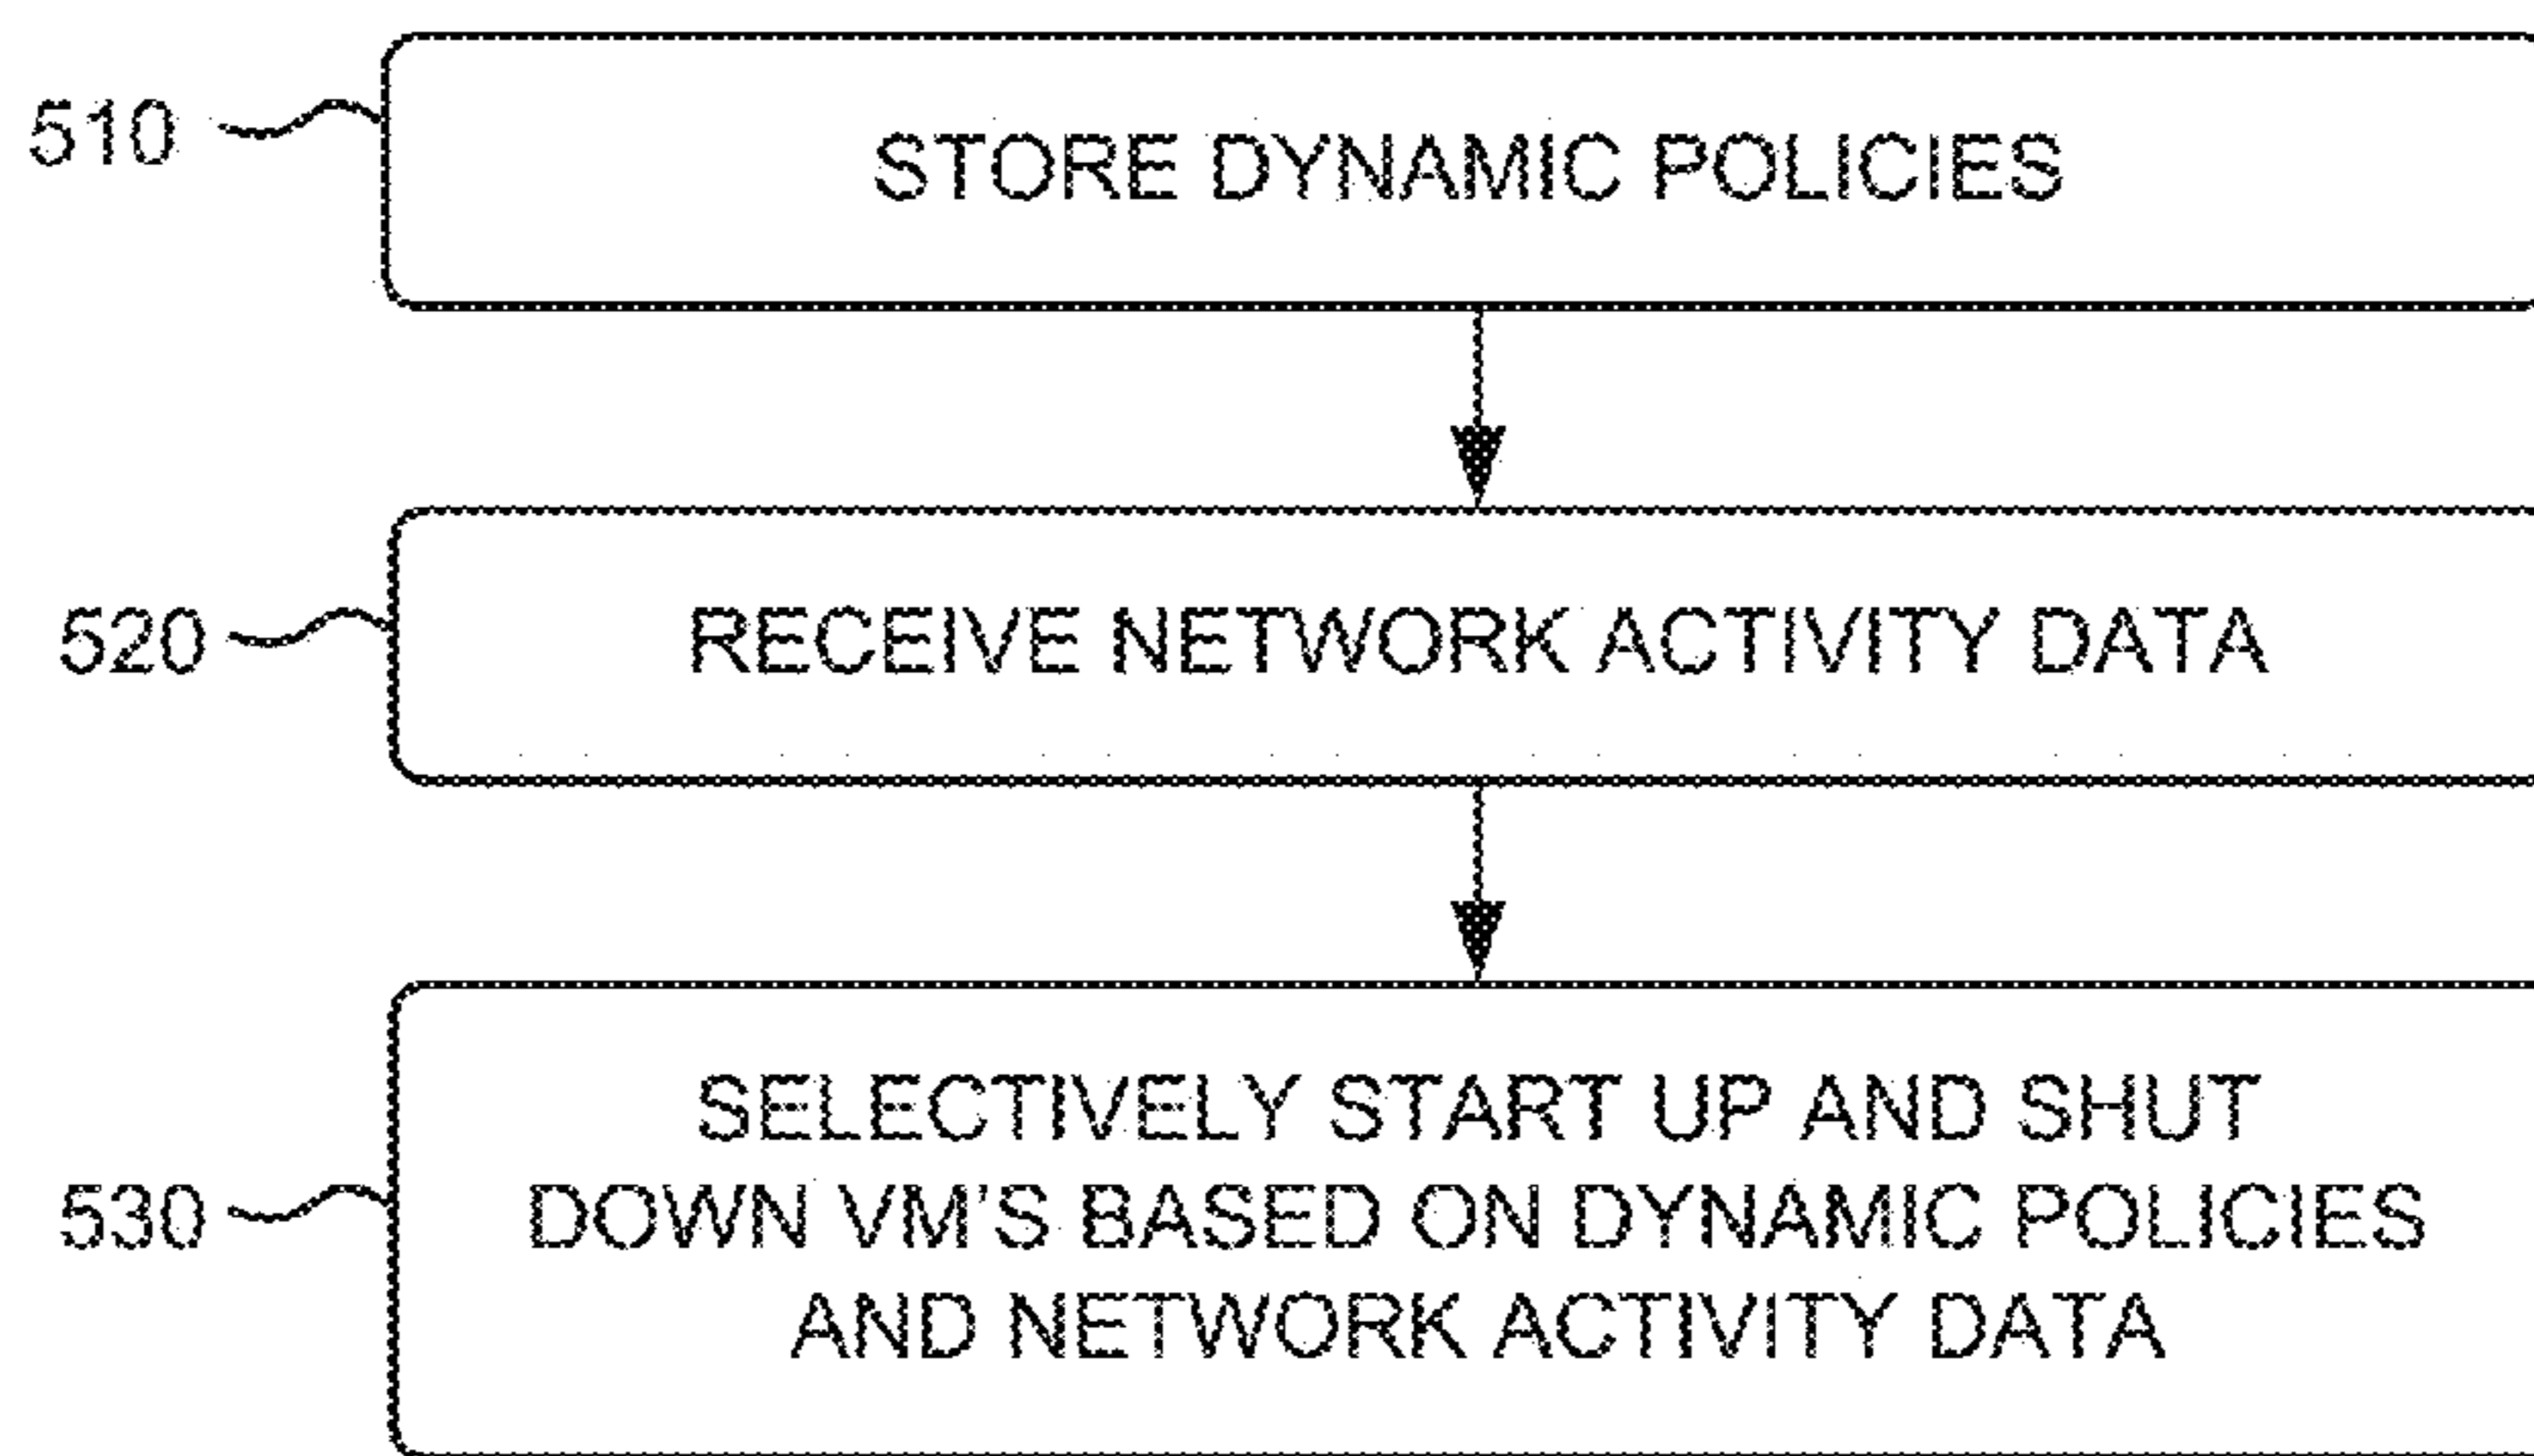 510
STORE DYNAMIC POLICIES
520
RECEIVE NETWORK ACTIVITY DATA
SELECTIVELY START UP AND SHUT
530
DOWN VM'S BASED ON DYNAMIC POLICIES
AND NETWORK ACTIVITY DATA